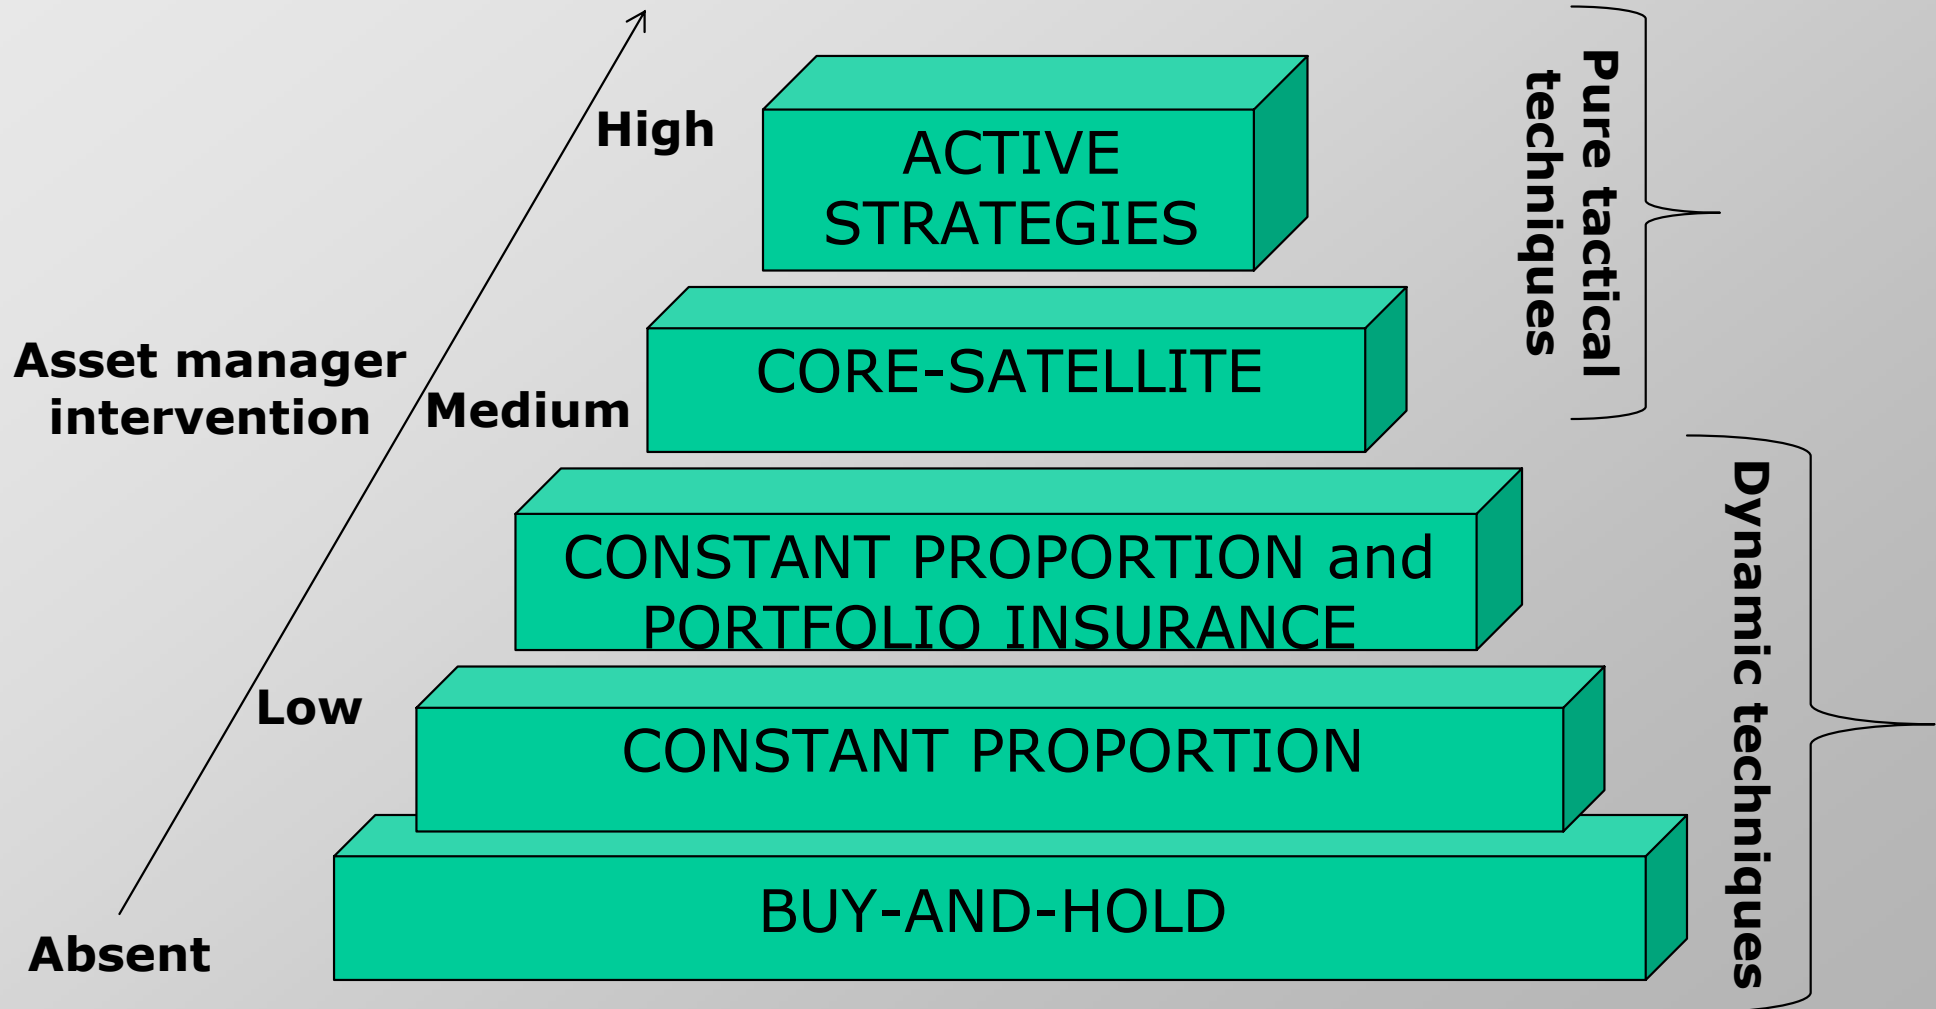 High
ACTIVE
STRATEGIES
Pure tactical
techniques
Asset manager
intervention
Medium
CORE-SATELLITE
CONSTANT PROPORTION and
PORTFOLIO INSURANCE
Dynamic techniques
Low
CONSTANT PROPORTION
BUY-AND-HOLD
Absent